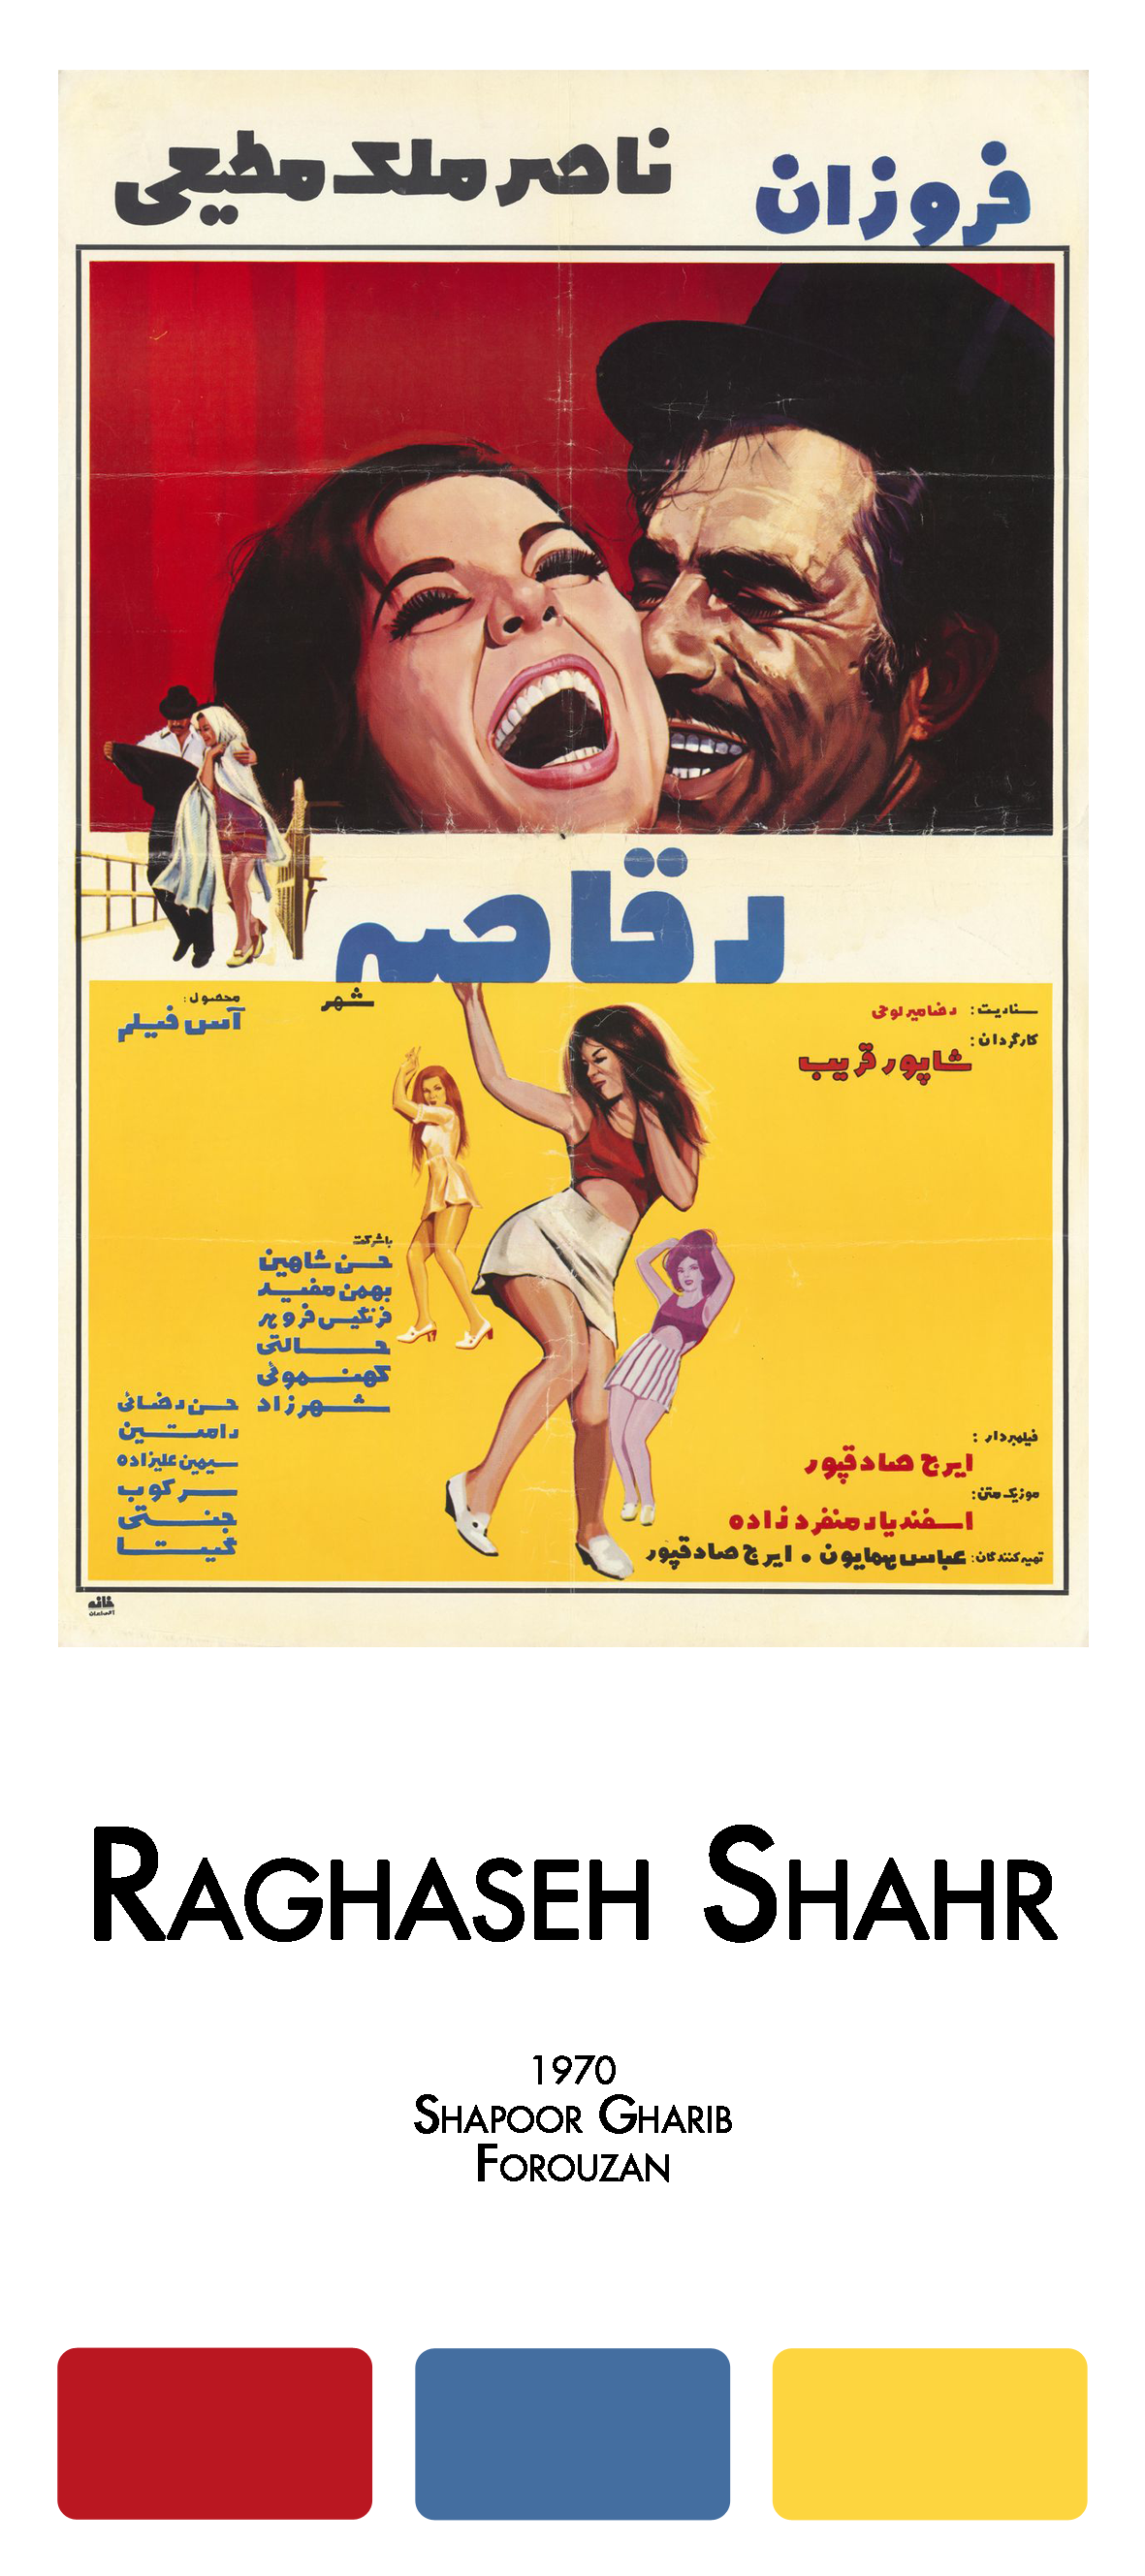 فروزان
ناصر ملک مطیعی
رقاصه
شهر
سناریست: رضا میرلوحی
کارگردان:
شاپور قریب
محصول:
آس فیلم
باشرکت
حسن شاهین
بهمن مفید
فرنگیس فروهر
حالتی
کهنموئی
شهرزاد
حسن رضائی
رامتین
سیمین علیزاده
سرکوب
جنتی
گیتا
فیلمبردار:
ایرج صادقپور
موزیک متن:
اسفندیار منفردزاده
تهیه کنندگان: عباس همایون • ایرج صادقپور
خانه
RAGHASEH SHAHR
1970
SHAPOOR GHARIB
FOROUZAN